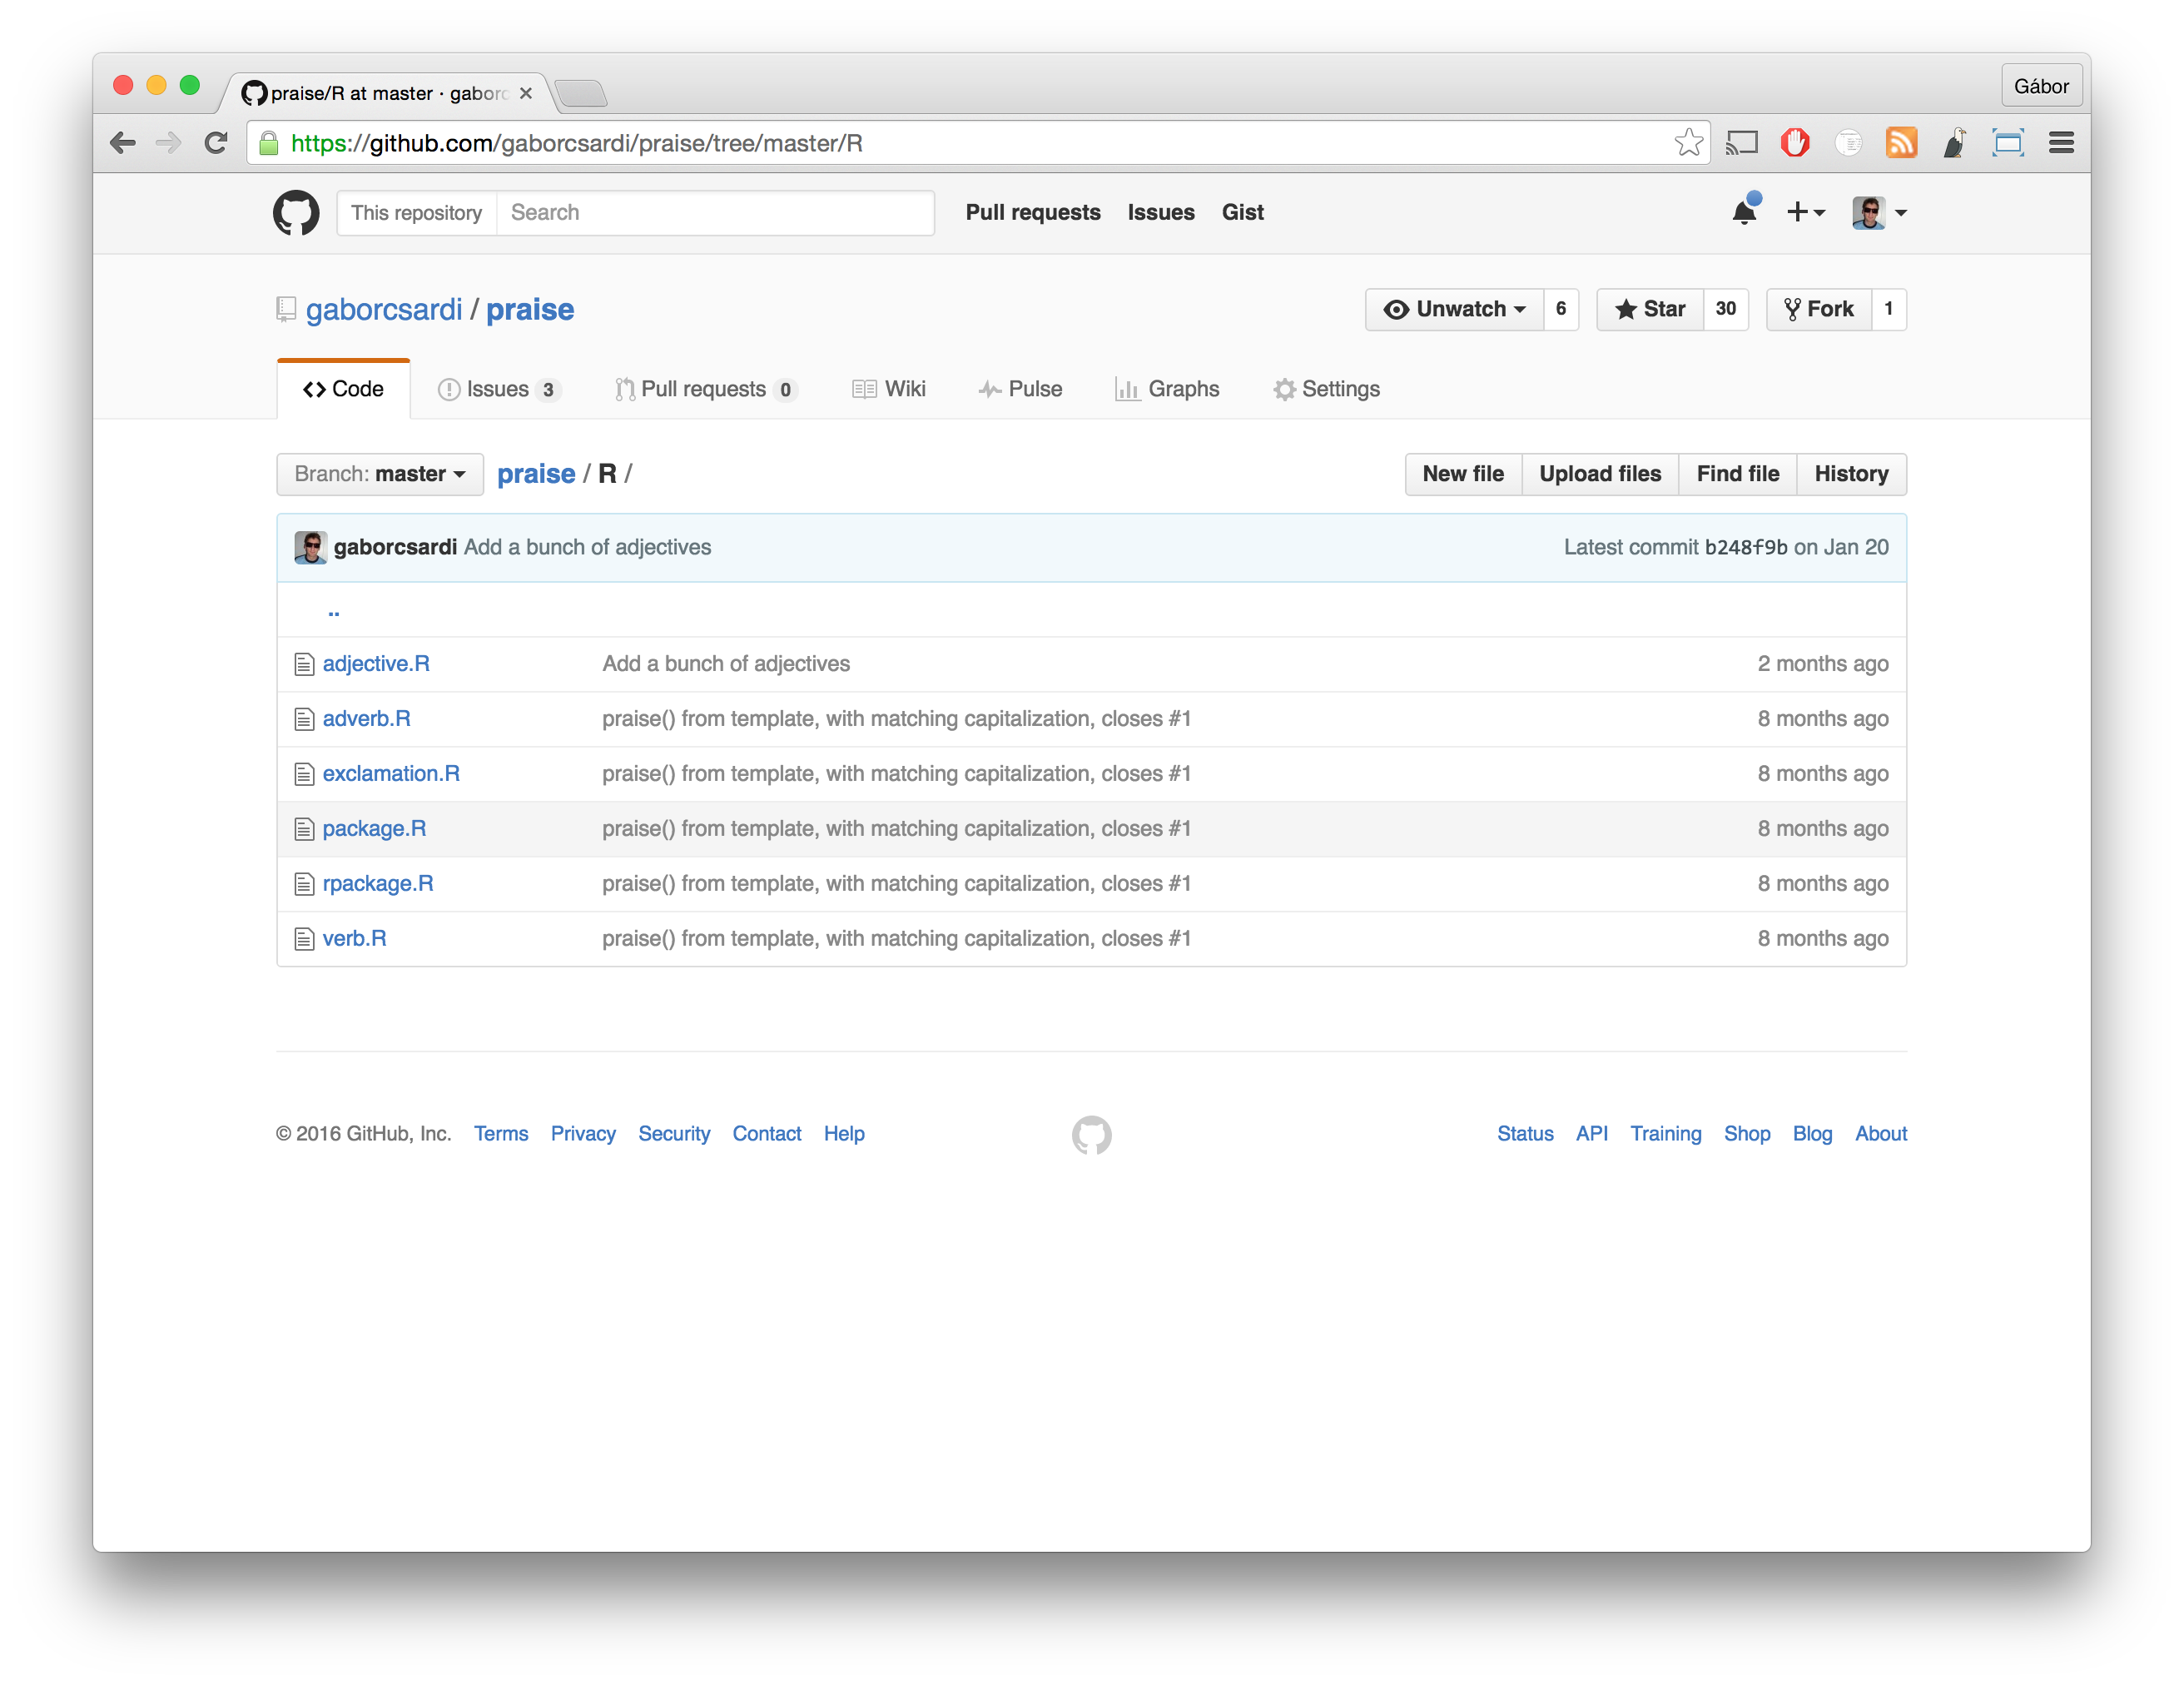 praise/R at master · gaborc
Gábor
https://github.com/gaborcsardi/praise/tree/master/R
This repository Search Pull requests Issues Gist
gaborcsardi / praise Unwatch 6 Star 30 Fork 1
Code Issues 3 Pull requests 0 Wiki Pulse Graphs Settings
Branch: master praise / R / New file Upload files Find file History
gaborcsardi Add a bunch of adjectives Latest commit b248f9b on Jan 20
..
adjective.R Add a bunch of adjectives 2 months ago
adverb.R praise() from template, with matching capitalization, closes #1 8 months ago
exclamation.R praise() from template, with matching capitalization, closes #1 8 months ago
package.R praise() from template, with matching capitalization, closes #1 8 months ago
rpackage.R praise() from template, with matching capitalization, closes #1 8 months ago
verb.R praise() from template, with matching capitalization, closes #1 8 months ago
© 2016 GitHub, Inc. Terms Privacy Security Contact Help Status API Training Shop Blog About